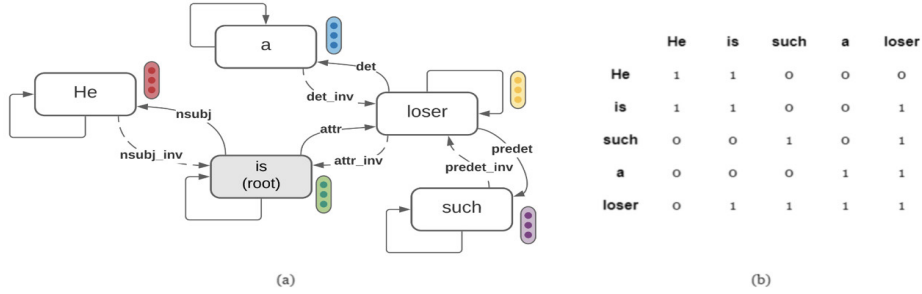 a
He
det
det_inv
loser
nsubj
attr
nsubj_inv
attr_inv
predet
predet_inv
is
(root)
such
(a)
He is such a loser
He 1 1 0 0 0
is 1 1 0 0 1
such 0 0 1 0 1
a 0 0 0 1 1
loser 0 1 1 1 1
(b)